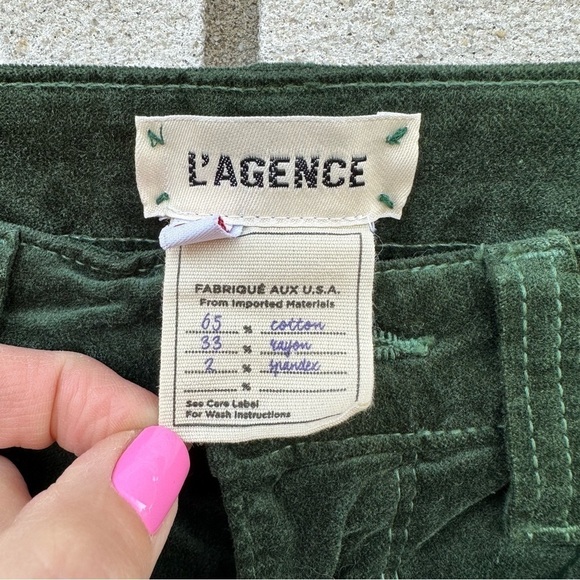 L'AGENCE
FABRIQUÉ AUX U.S.A.
From Imported Materials
65 % cotton
33 % rayon
2 % spandex
%
See Care Label
For Wash Instructions